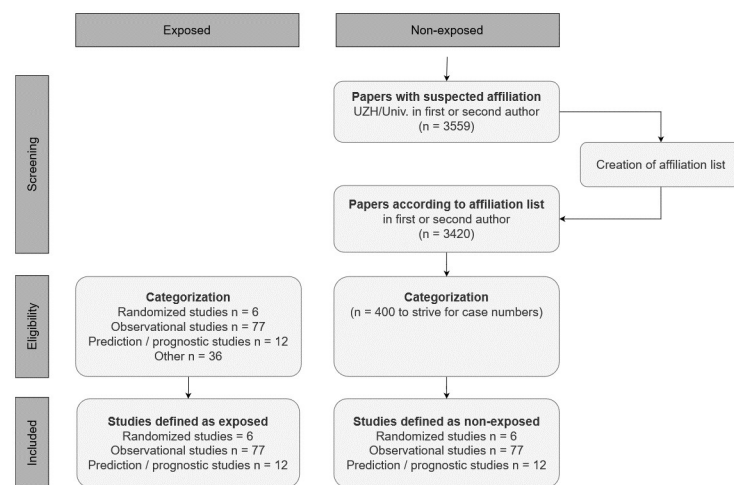 Exposed
Non-exposed
Screening
Papers with suspected affiliation
UZH/Univ. in first or second author
(n = 3559)
Creation of affiliation list
Papers according to affiliation list
in first or second author
(n = 3420)
Eligibility
Categorization
Randomized studies n = 6
Observational studies n = 77
Prediction / prognostic studies n = 12
Other n = 36
Categorization
(n = 400 to strive for case numbers)
Included
Studies defined as exposed
Randomized studies = 6
Observational studies n = 77
Prediction / prognostic studies n = 12
Studies defined as non-exposed
Randomized studies n = 6
Observational studies n = 77
Prediction / prognostic studies n = 12